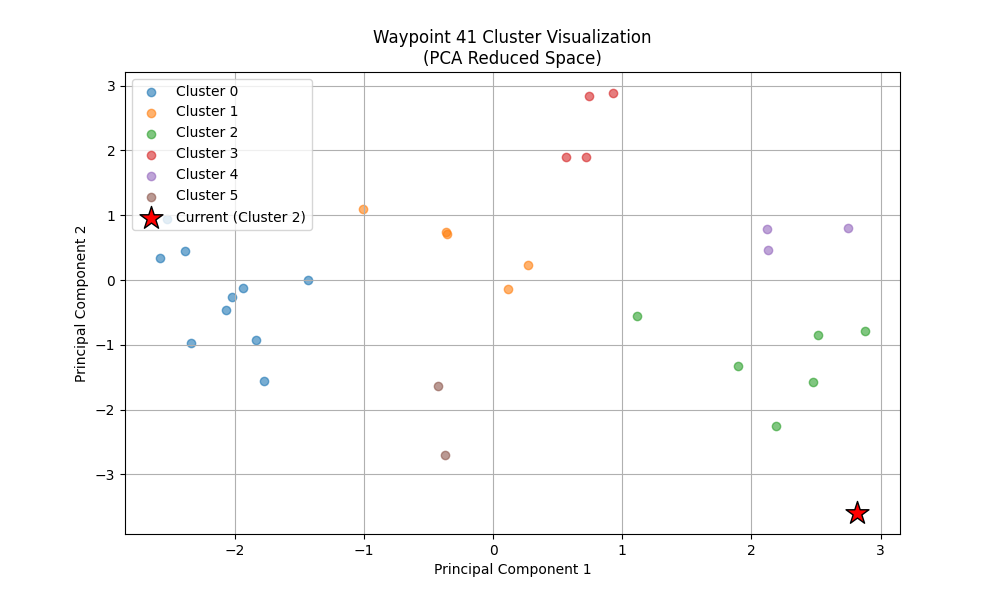 Waypoint 41 Cluster Visualization
(PCA Reduced Space)
Cluster 0
Cluster 1
Cluster 2
Cluster 3
Cluster 4
Cluster 5
Current (Cluster 2)
Principal Component 2
3
2
1
0
−1
−2
−3
−2
−1
0
1
2
3
Principal Component 1